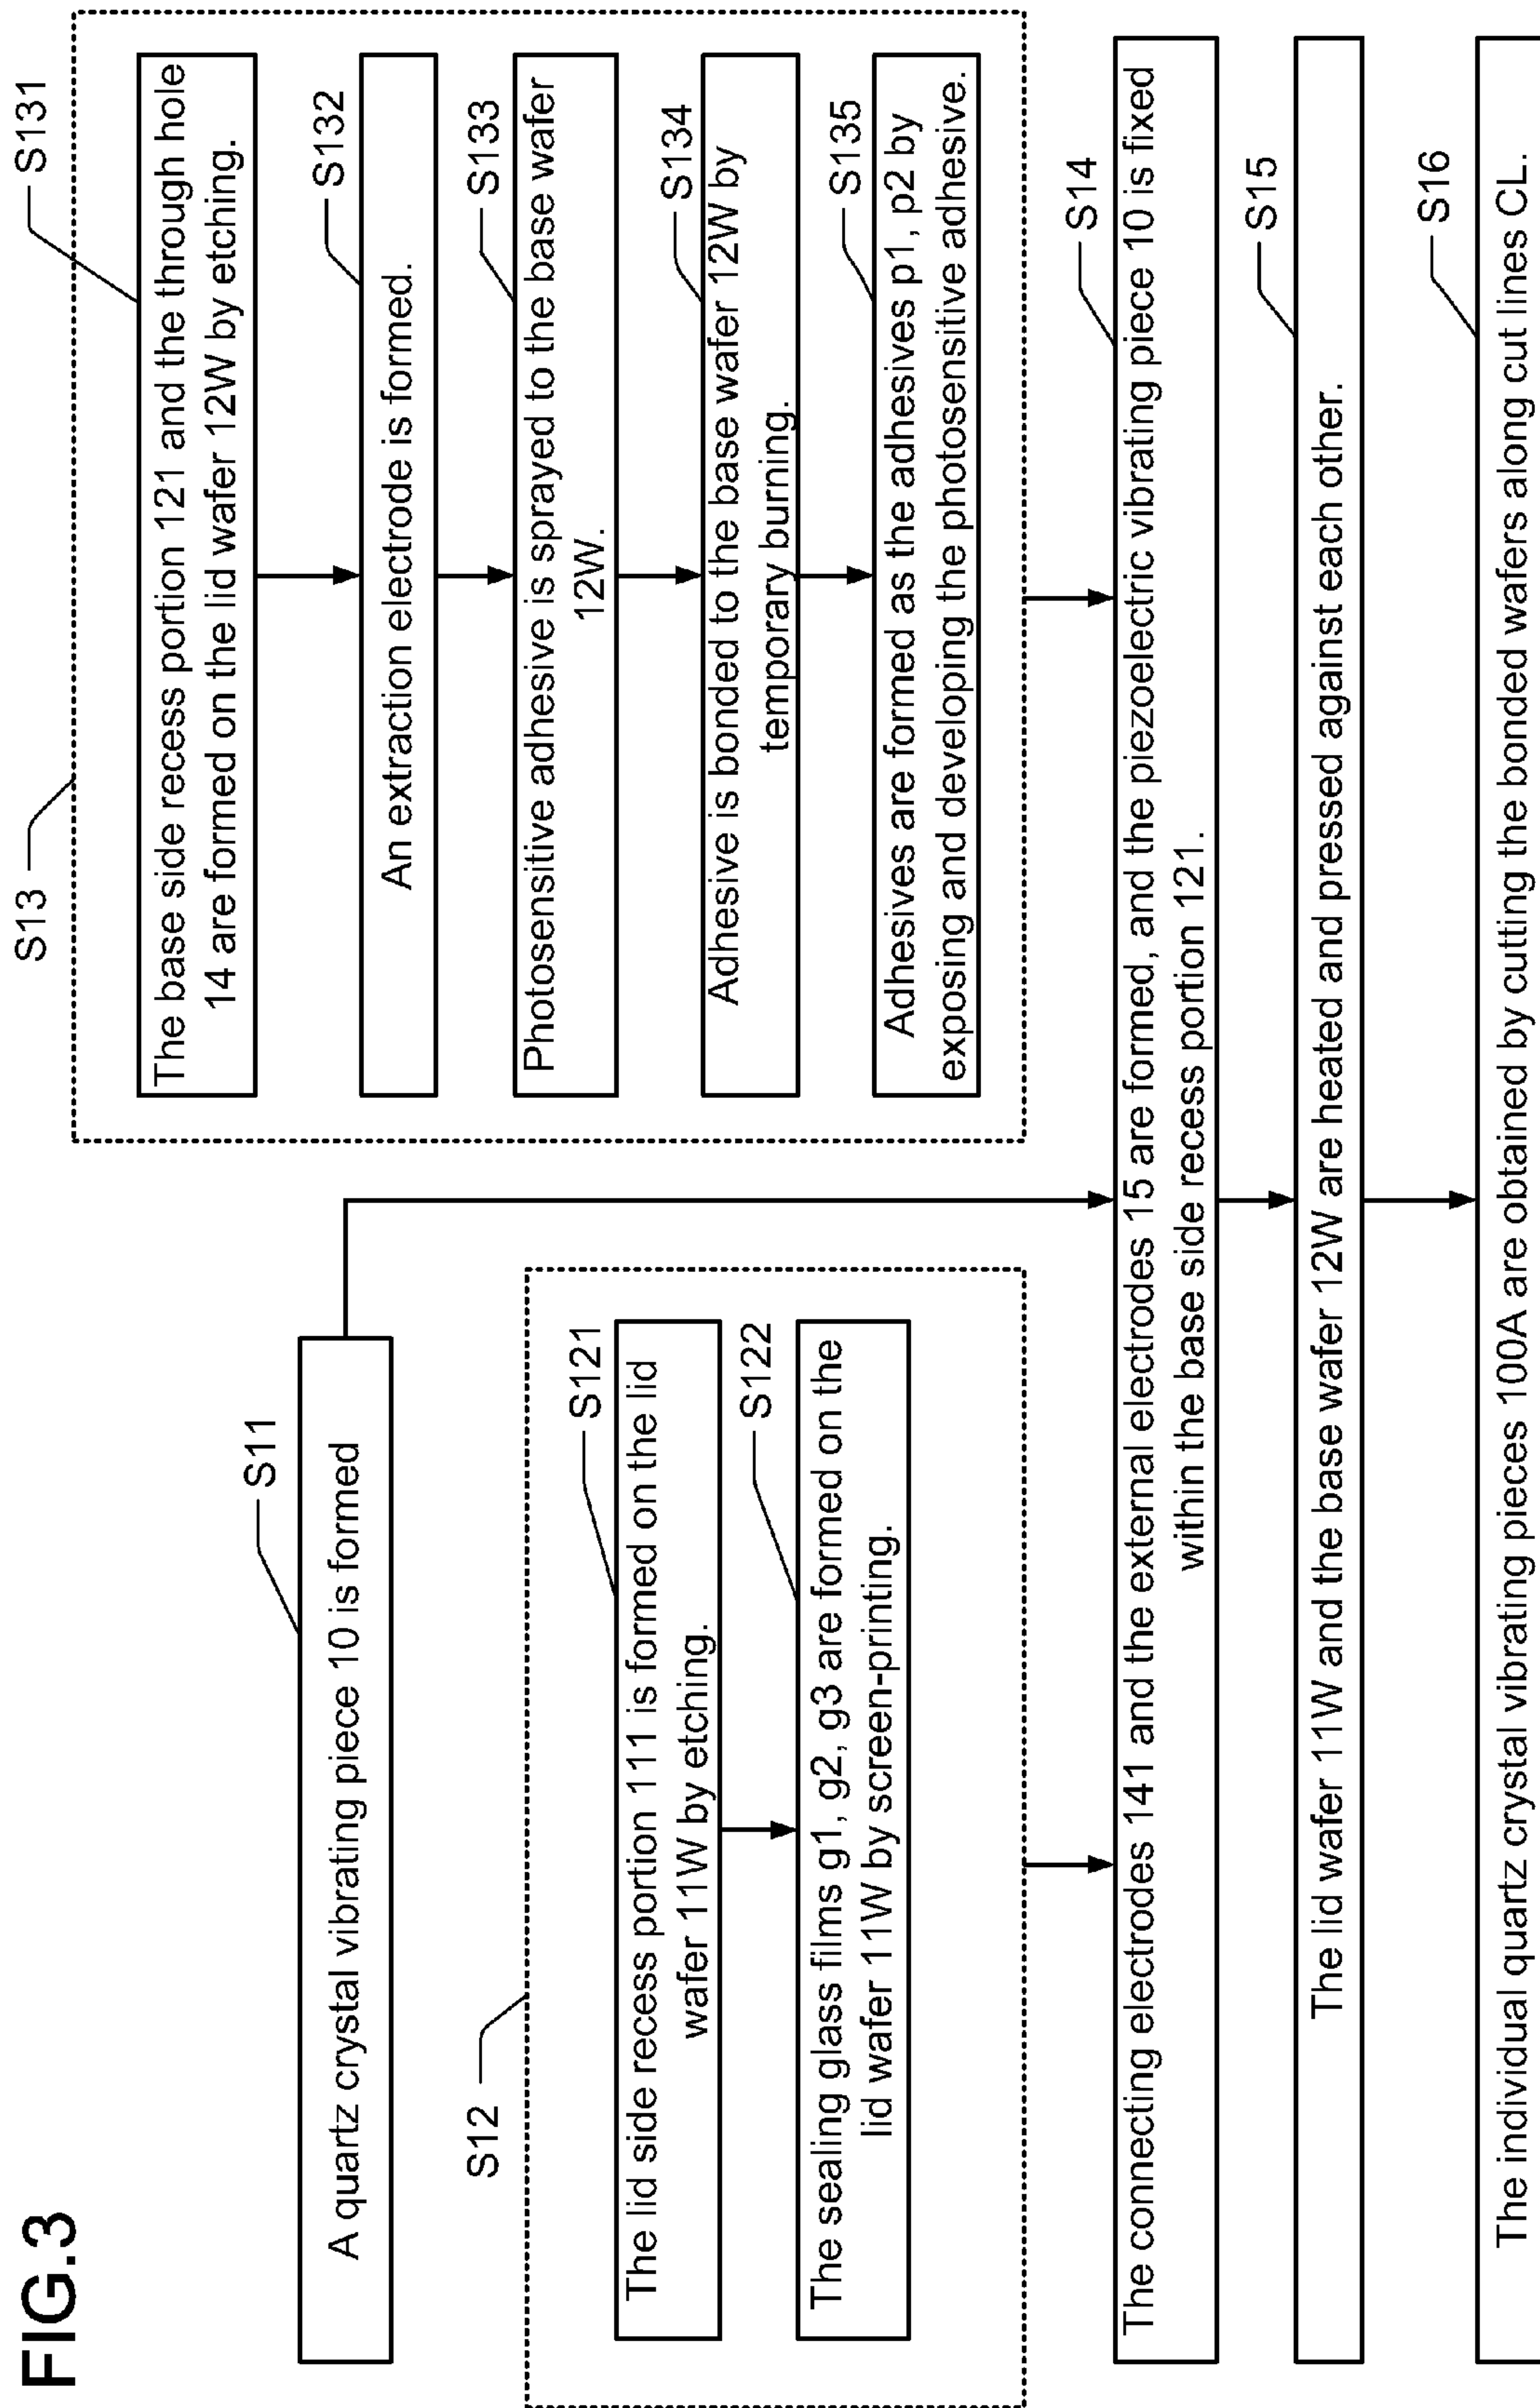 FIG.3
S11
A quartz crystal vibrating piece 10 is formed
S12
S121
The lid side recess portion 111 is formed on the lid
wafer 11W by etching.
S122
The sealing glass films g1, g2, g3 are formed on the
lid wafer 11W by screen-printing.
S13
S131
The base side recess portion 121 and the through hole
14 are formed on the lid wafer 12W by etching.
S132
An extraction electrode is formed.
S133
Photosensitive adhesive is sprayed to the base wafer
12W.
S134
Adhesive is bonded to the base wafer 12W by
temporary burning.
S135
Adhesives are formed as the adhesives p1, p2 by
exposing and developing the photosensitive adhesive.
S14
The connecting electrodes 141 and the external electrodes 15 are formed, and the piezoelectric vibrating piece 10 is fixed
within the base side recess portion 121.
S15
The lid wafer 11W and the base wafer 12W are heated and pressed against each other.
S16
The individual quartz crystal vibrating pieces 100A are obtained by cutting the bonded wafers along cut lines CL.